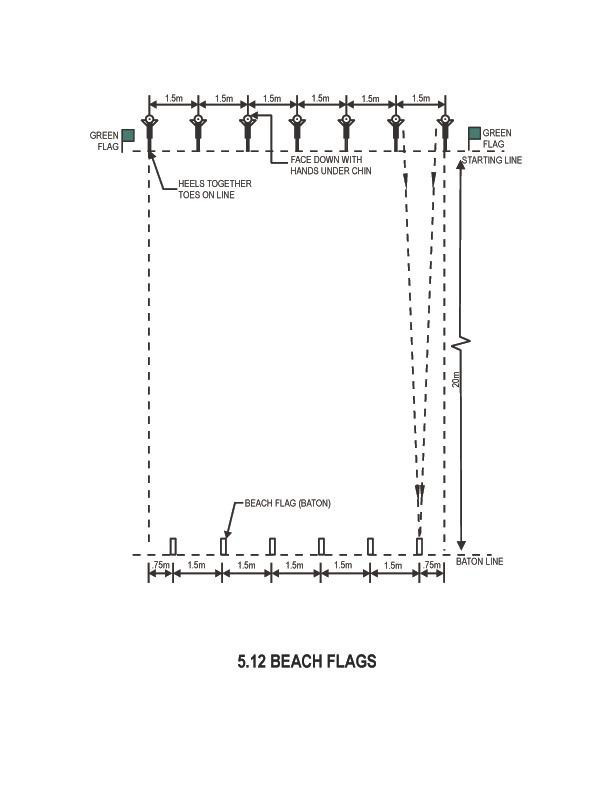 1.5m 1.5m 1.5m 1.5m 1.5m 1.5m
GREEN
FLAG
GREEN
FLAG
FACE DOWN WITH
HANDS UNDER CHIN
STARTING LINE
HEELS TOGETHER
TOES ON LINE
20m
BEACH FLAG (BATON)
BATON LINE
.75m 1.5m 1.5m 1.5m 1.5m 1.5m .75m
5.12 BEACH FLAGS